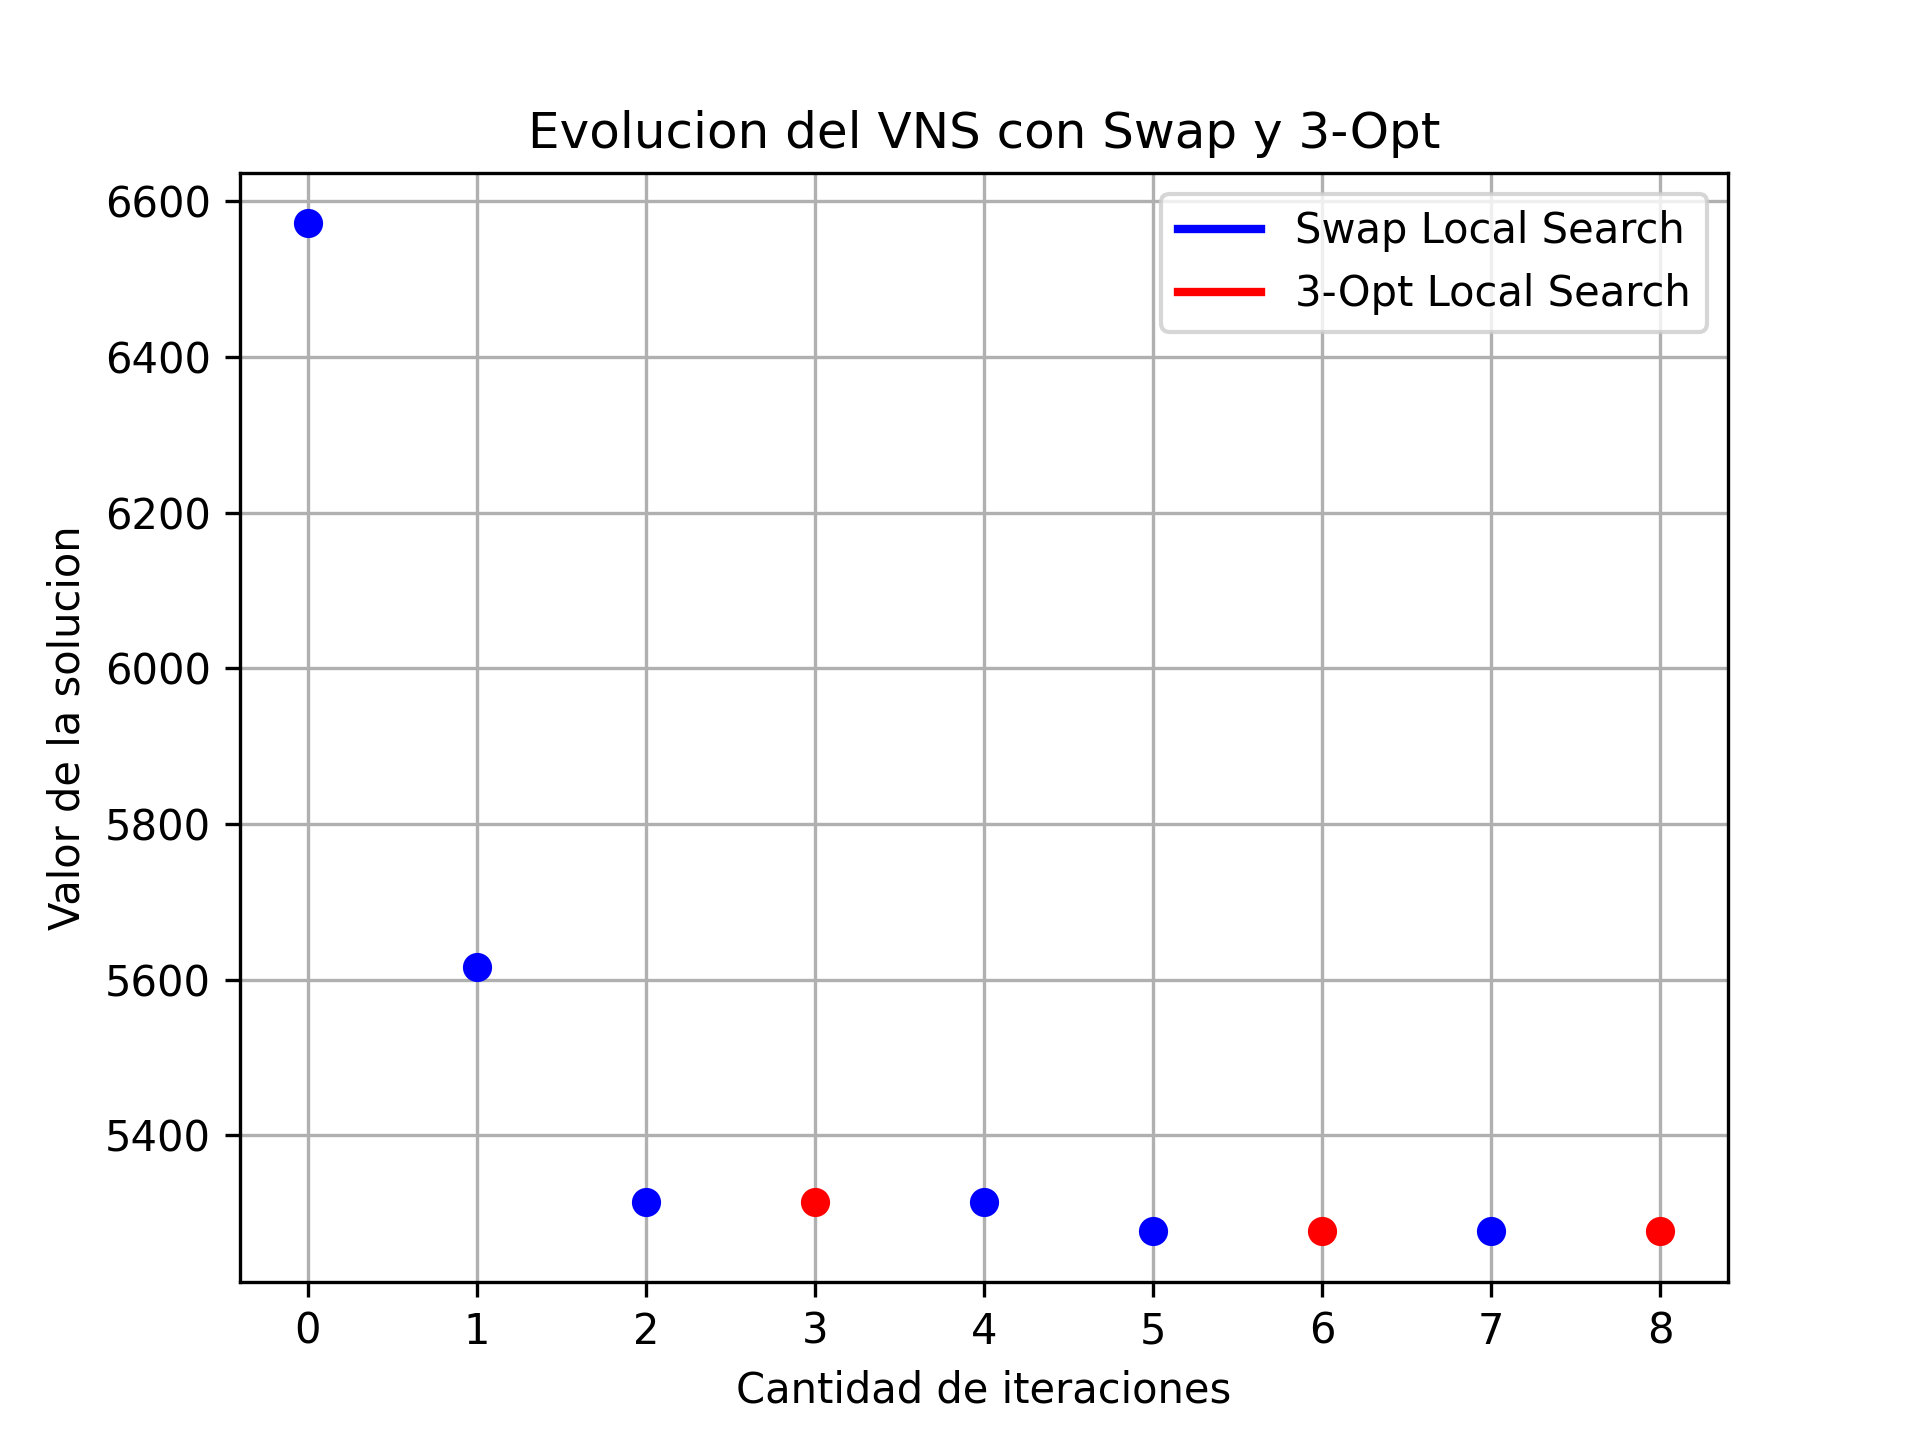 Evolucion del VNS con Swap y 3-Opt
Swap Local Search
3-Opt Local Search
Valor de la solucion
6600
6400
6200
6000
5800
5600
5400
0 1 2 3 4 5 6 7 8
Cantidad de iteraciones